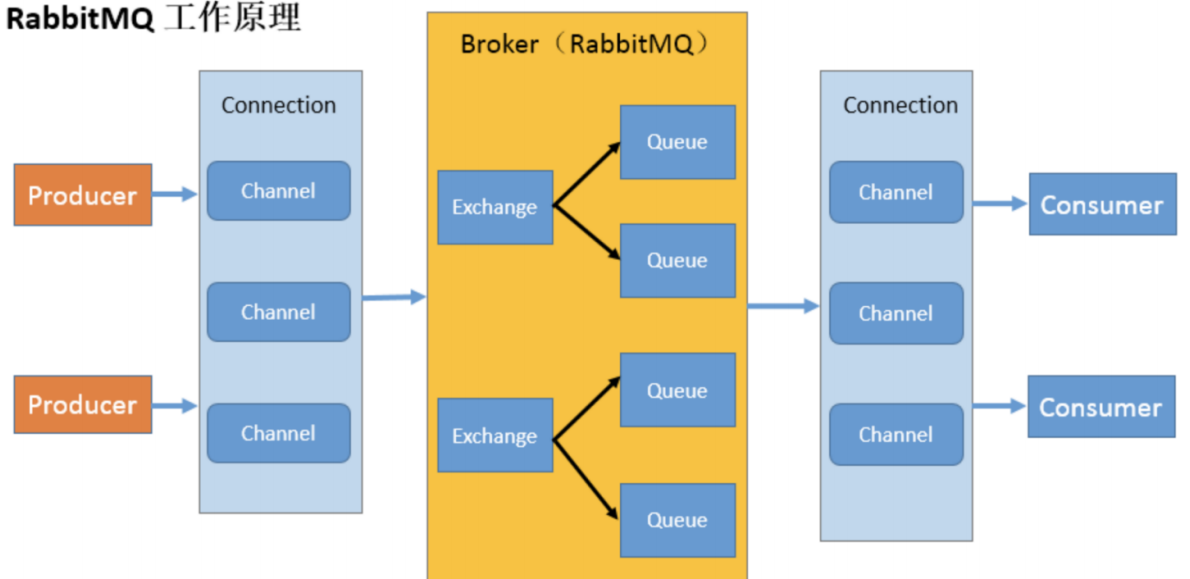 RabbitMQ 工作原理
Broker（RabbitMQ）
Connection
Connection
Producer
Channel
Channel
Channel
Producer
Exchange
Queue
Queue
Exchange
Queue
Queue
Channel
Channel
Channel
Consumer
Consumer